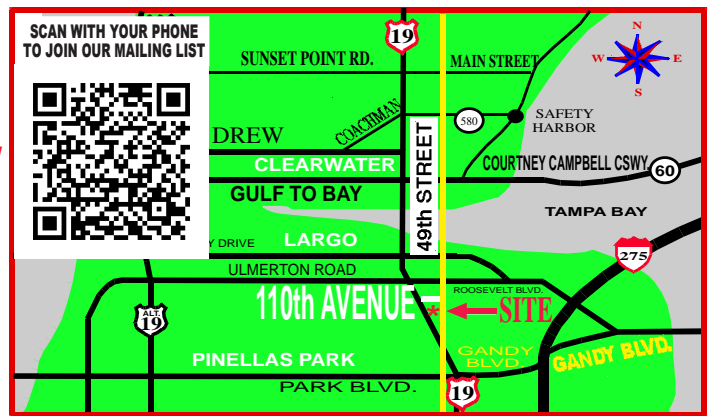 SCAN WITH YOUR PHONE
TO JOIN OUR MAILING LIST
19
SUNSET POINT RD.
MAIN STREET
N
W
E
S
COACHMAN
580
SAFETY
HARBOR
DREW
CLEARWATER
COURTNEY CAMPBELL CSWY.
60
GULF TO BAY
49th STREET
TAMPA BAY
Y DRIVE
LARGO
ULMERTON ROAD
275
ROOSEVELT BLVD.
110th AVENUE
*
SITE
ALT.
19
GANDY
BLVD.
GANDY BLVD.
PINELLAS PARK
PARK BLVD.
19